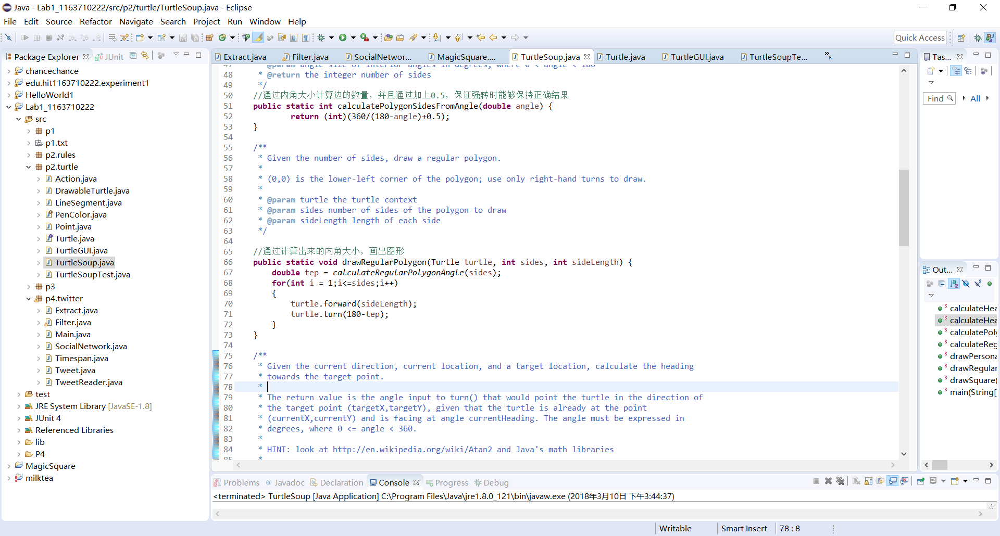 Java - Lab1_1163710222/src/p2/turtle/TurtleSoup.java - Eclipse
File Edit Source Refactor Navigate Search Project Run Window Help
Quick Access
Package Explorer JUnit
chancechance
edu.hit1163710222.experiment1
HelloWorld1
Lab1_1163710222
src
p1
p1.txt
p2.rules
p2.turtle
Action.java
DrawableTurtle.java
LineSegment.java
PenColor.java
Point.java
Turtle.java
TurtleGUI.java
TurtleSoup.java
TurtleSoupTest.java
p3
p4.twitter
Extract.java
Filter.java
Main.java
SocialNetwork.java
Timespan.java
Tweet.java
TweetReader.java
test
JRE System Library [JavaSE-1.8]
JUnit 4
Referenced Libraries
lib
P4
MagicSquare
milktea
Extract.java Filter.java SocialNetwor... MagicSquare.... TurtleSoup.java Turtle.java TurtleGUI.java TurtleSoupTe... »6
47 * @param angle size of interior angles in degrees, where 0 < angle < 180
48 * @return the integer number of sides
49 */
50 //通过内角大小计算边的数量，并且通过加上0.5，保证强转时能够保持正确结果
51 public static int calculatePolygonSidesFromAngle(double angle) {
52 return (int)(360/(180-angle)+0.5);
53 }
54
55 /**
56 * Given the number of sides, draw a regular polygon.
57 *
58 * (0,0) is the lower-left corner of the polygon; use only right-hand turns to draw.
59 *
60 * @param turtle the turtle context
61 * @param sides number of sides of the polygon to draw
62 * @param sideLength length of each side
63 */
64
65 //通过计算出来的内角大小，画出图形
66 public static void drawRegularPolygon(Turtle turtle, int sides, int sideLength) {
67 double tep = calculateRegularPolygonAngle(sides);
68 for(int i = 1;i<=sides;i++)
69 {
70 turtle.forward(sideLength);
71 turtle.turn(180-tep);
72 }
73 }
74
75 /**
76 * Given the current direction, current location, and a target location, calculate the heading
77 * towards the target point.
78 *
79 * The return value is the angle input to turn() that would point the turtle in the direction of
80 * the target point (targetX,targetY), given that the turtle is already at the point
81 * (currentX,currentY) and is facing at angle currentHeading. The angle must be expressed in
82 * degrees, where 0 <= angle < 360.
83 *
84 * HINT: look at http://en.wikipedia.org/wiki/Atan2 and Java's math libraries
85 *
Tas...
Find All
Out...
calculateHea
calculateHea
calculatePoly
calculateReg
drawPersona
drawRegular
drawSquare(
main(String[
Problems Javadoc Declaration Console Progress Debug
<terminated> TurtleSoup [Java Application] C:\Program Files\Java\jre1.8.0_121\bin\javaw.exe (2018年3月10日 下午3:44:37)
Writable Smart Insert 78 : 8